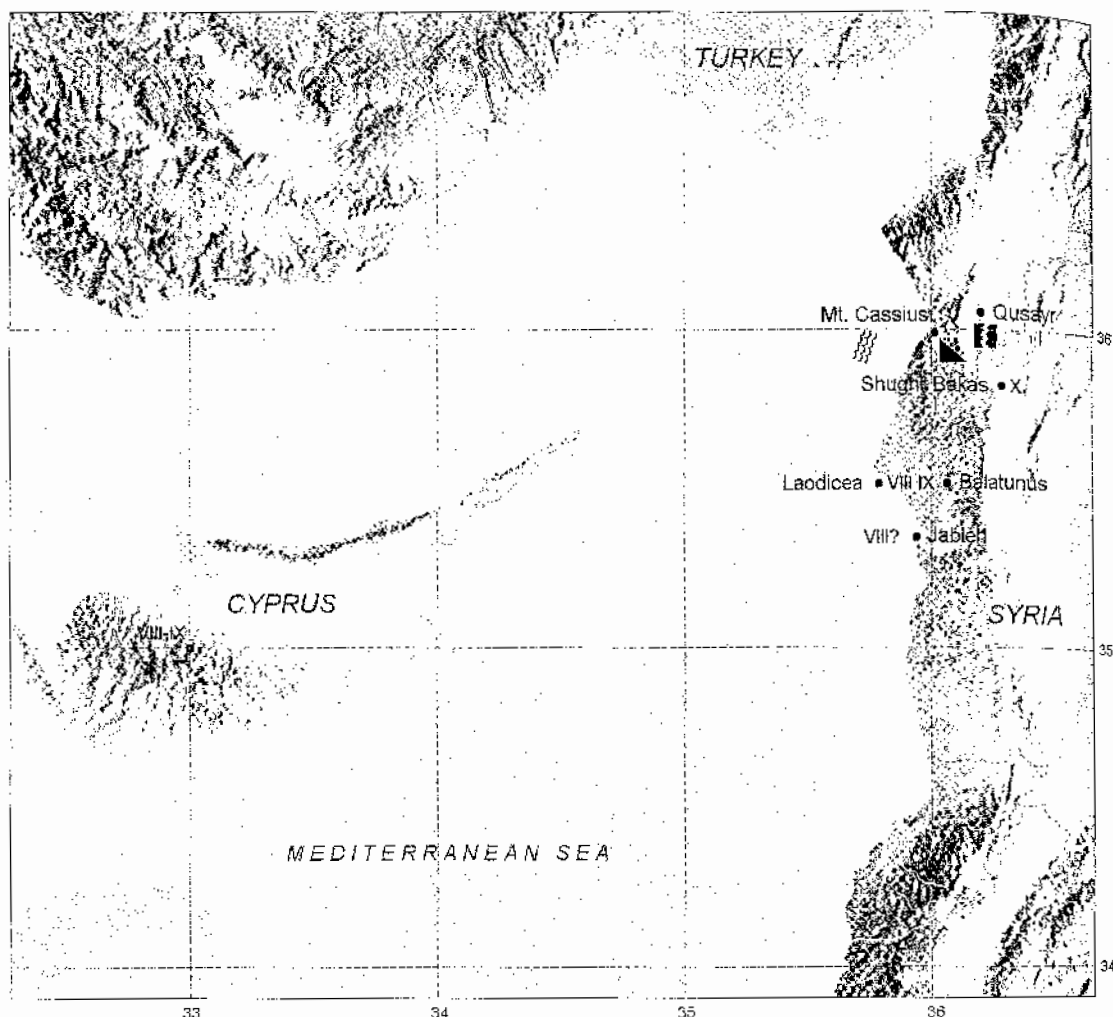 TURKEY
Mt. Cassius
Qusayr
36
Shughr Bakas X
Laodicea VIII-IX Balatunus
VIII? Jableh
CYPRUS
SYRIA
VIII-IX
35
MEDITERRANEAN SEA
34
33 34 35 36